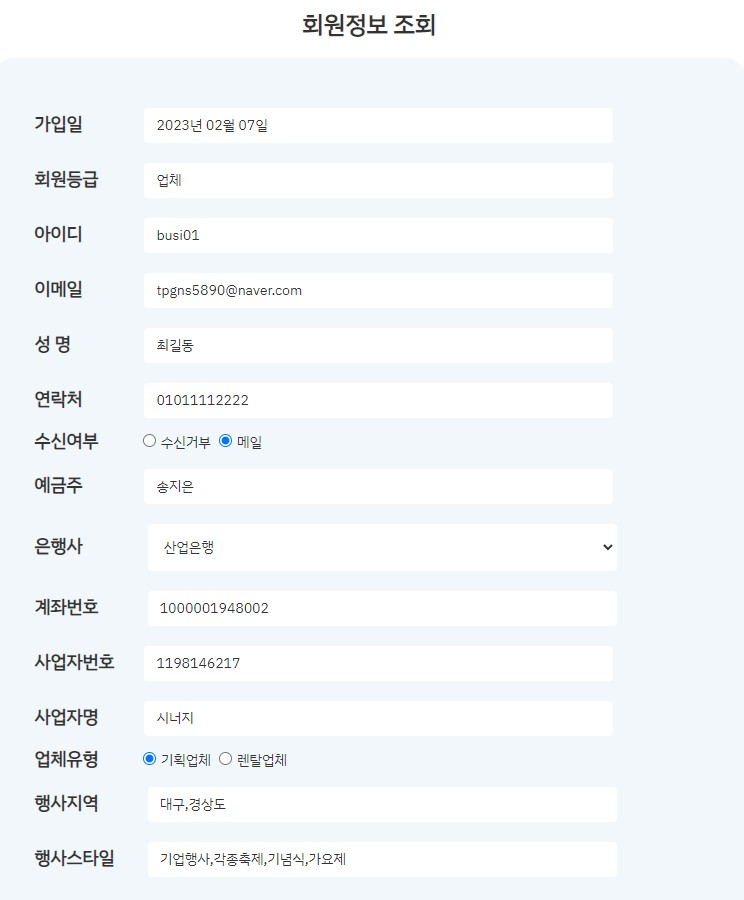 회원정보 조회
가입일 2023년 02월 07일
회원등급 업체
아이디 busi01
이메일 tpgns5890@naver.com
성 명 최길동
연락처 01011112222
수신여부 수신거부 메일
예금주 송지은
은행사 산업은행
계좌번호 1000001948002
사업자번호 1198146217
사업자명 시너지
업체유형 기획업체 렌탈업체
행사지역 대구,경상도
행사스타일 기업행사,각종축제,기념식,가요제